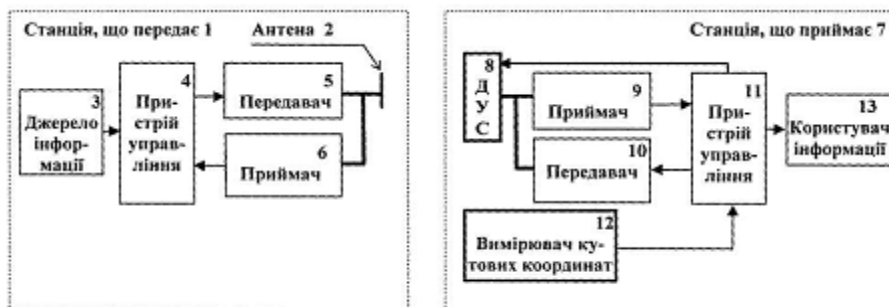 Станція, що передає 1
Антена 2
3
Джерело
інфор-
мації
4
При-
стрій
управ-
ління
5
Передавач
6
Приймач
Станція, що приймає 7
8
Д
У
С
9
Приймач
10
Передавач
11
При-
стрій
управ-
ління
12
Вимірювач ку-
тових координат
13
Користувач
інформації